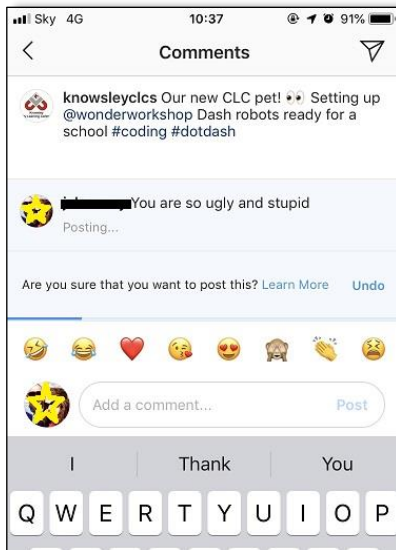 Sky 4G 10:37 91%
Comments
knowsleyclcs Our new CLC pet! 👀 Setting up
@wonderworkshop Dash robots ready for a
school #coding #dotdash
You are so ugly and stupid
Posting...
Are you sure that you want to post this? Learn More Undo
Add a comment... Post
I Thank You
Q W E R T Y U I O P